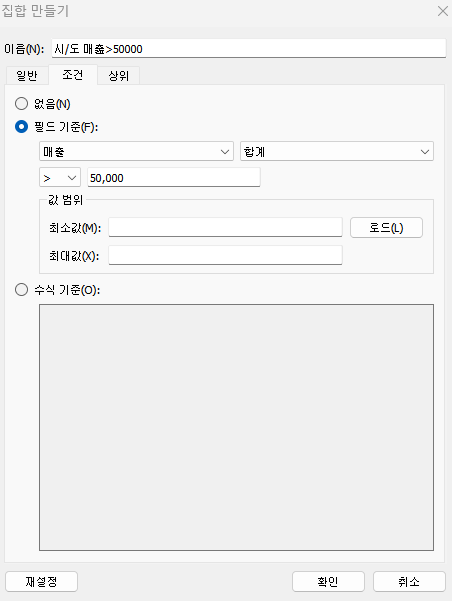 집합 만들기
이름(N): 시/도 매출>50000
일반 조건 상위
없음(N)
필드 기준(F):
매출 합계
> 50,000
값 범위
최소값(M): 로드(L)
최대값(X):
수식 기준(O):
재설정 확인 취소